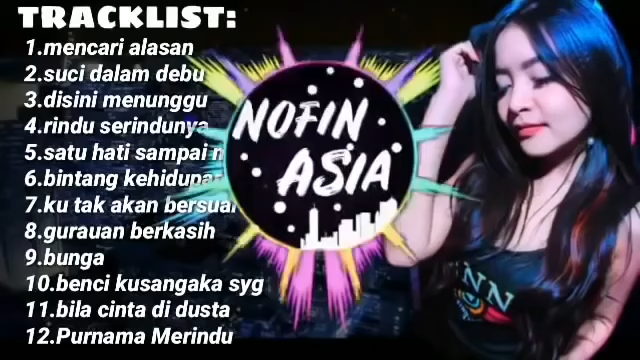 TRACKLIST:
1.mencari alasan
2.suci dalam debu
3.disini menunggu
4.rindu serindunya
5.satu hati sampai
6.bintang kehidupan
7.ku tak akan bersuar
8.gurauan berkasih
9.bunga
10.benci kusangaka syg
11.bila cinta di dusta
12.Purnama Merindu
NOFIN
ASIA